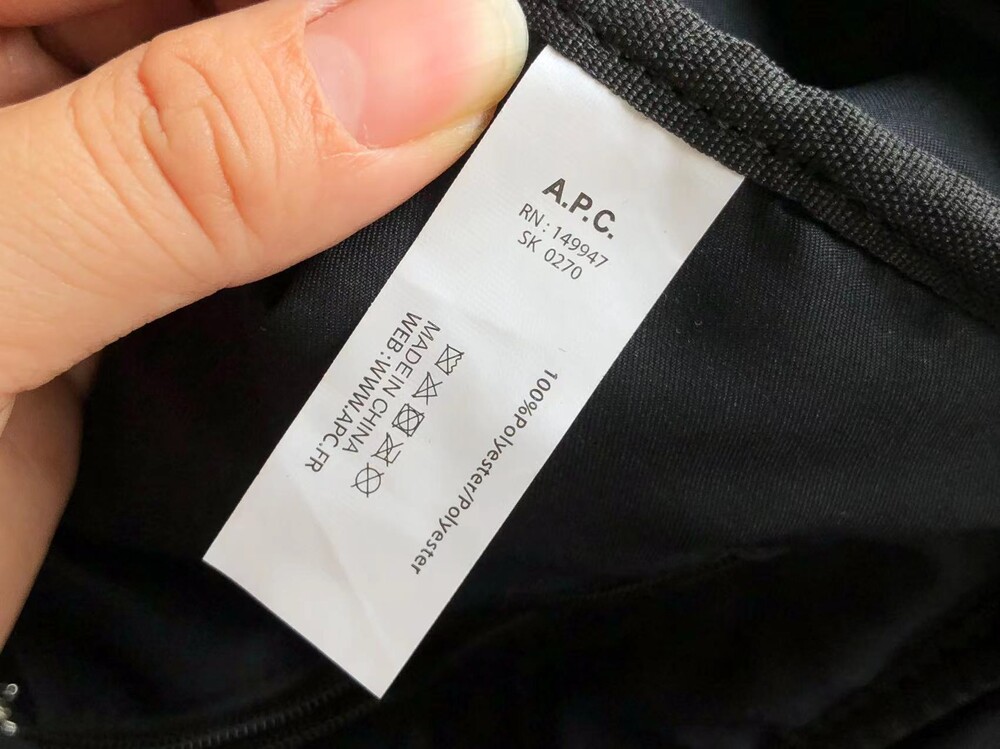 A.P.C.
RN: 149947
SK 0270
100%Polyester/Polyester
MADE IN CHINA
WEB:WWW.APC.FR